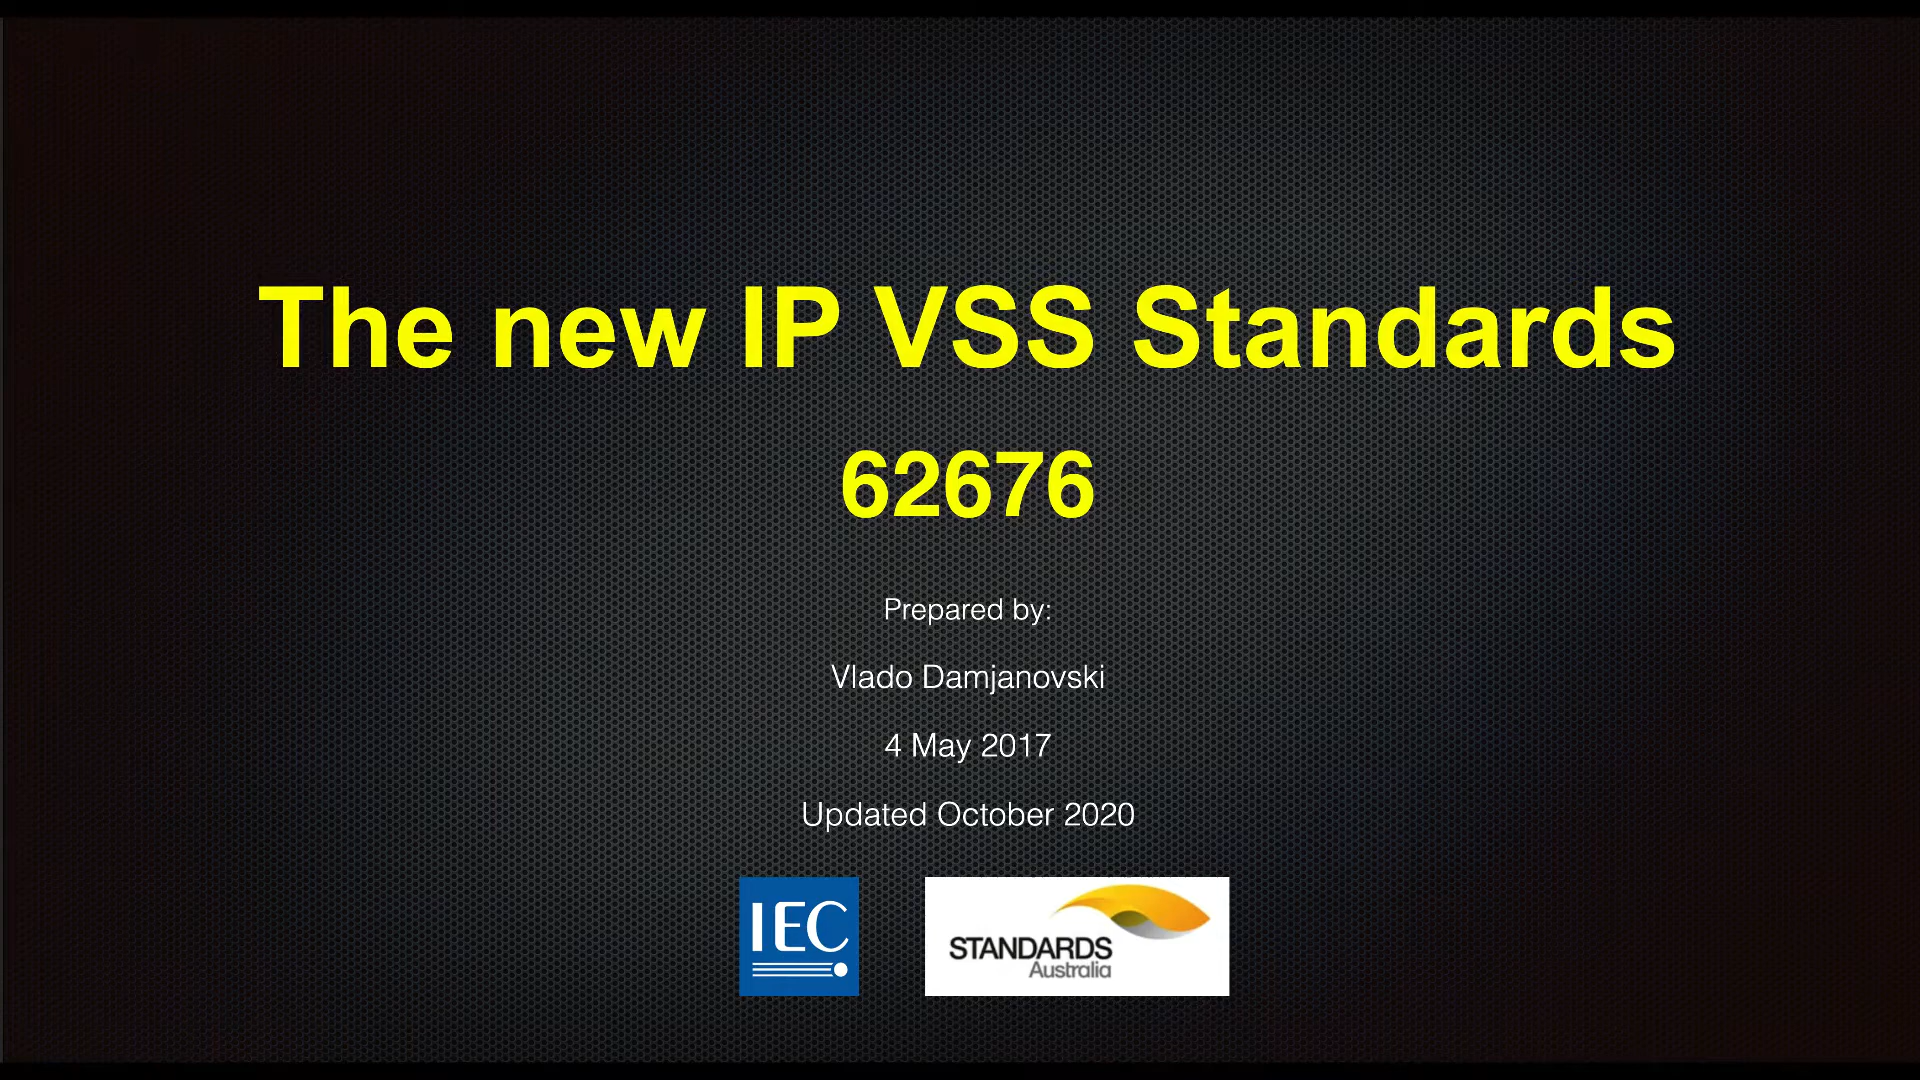 The new IP VSS Standards
62676
Prepared by:
Vlado Damjanovski
4 May 2017
Updated October 2020
IEC
STANDARDS
Australia